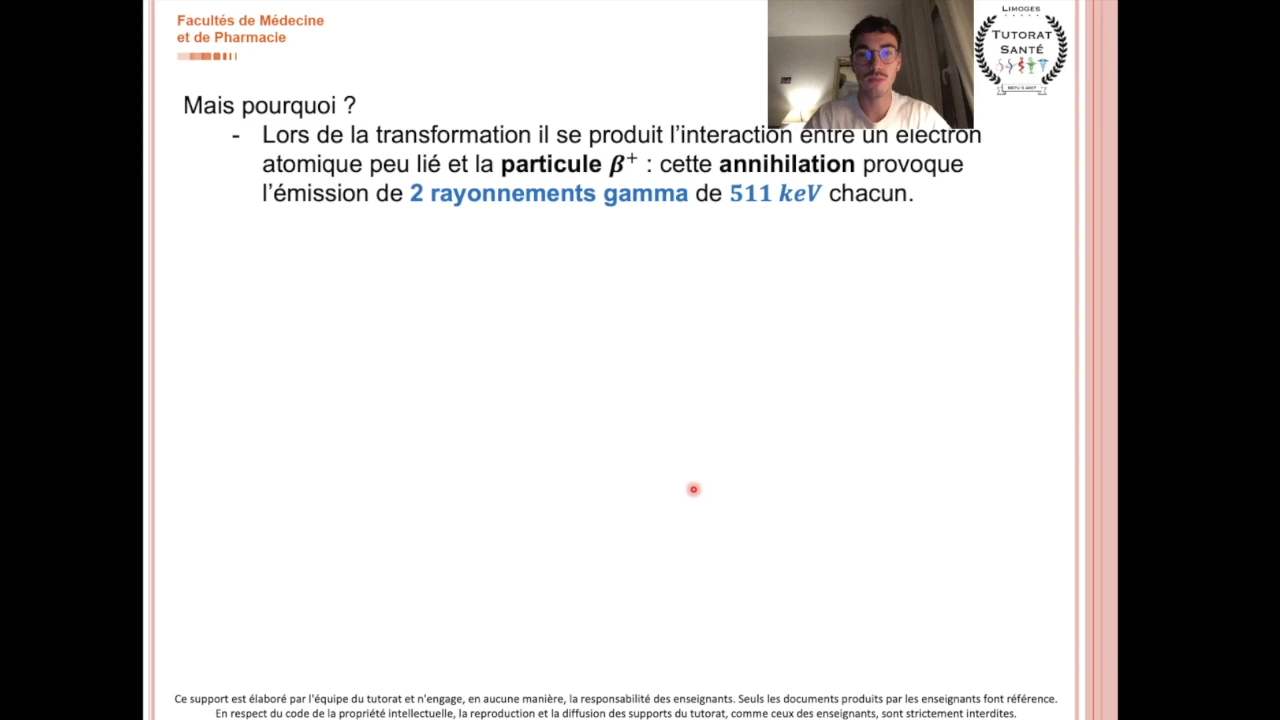 Facultés de Médecine
et de Pharmacie
LIMOGES
TUTORAT
SANTÉ
DEPUIS 2007
Mais pourquoi ?
- Lors de la transformation il se produit l’interaction entre un électron
atomique peu lié et la particule β⁺ : cette annihilation provoque
l’émission de 2 rayonnements gamma de 511 keV chacun.
Ce support est élaboré par l'équipe du tutorat et n'engage, en aucune manière, la responsabilité des enseignants. Seuls les documents produits par les enseignants font référence.
En respect du code de la propriété intellectuelle, la reproduction et la diffusion des supports du tutorat, comme ceux des enseignants, sont strictement interdites.